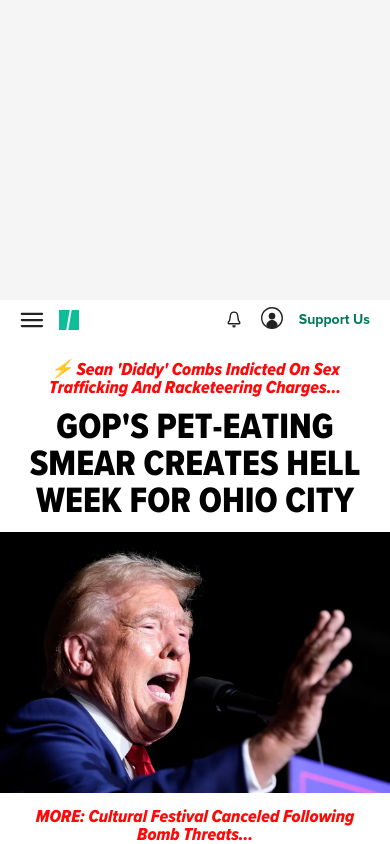 Support Us
⚡ Sean 'Diddy' Combs Indicted On Sex
Trafficking And Racketeering Charges...
GOP'S PET-EATING
SMEAR CREATES HELL
WEEK FOR OHIO CITY
MORE: Cultural Festival Canceled Following
Bomb Threats...